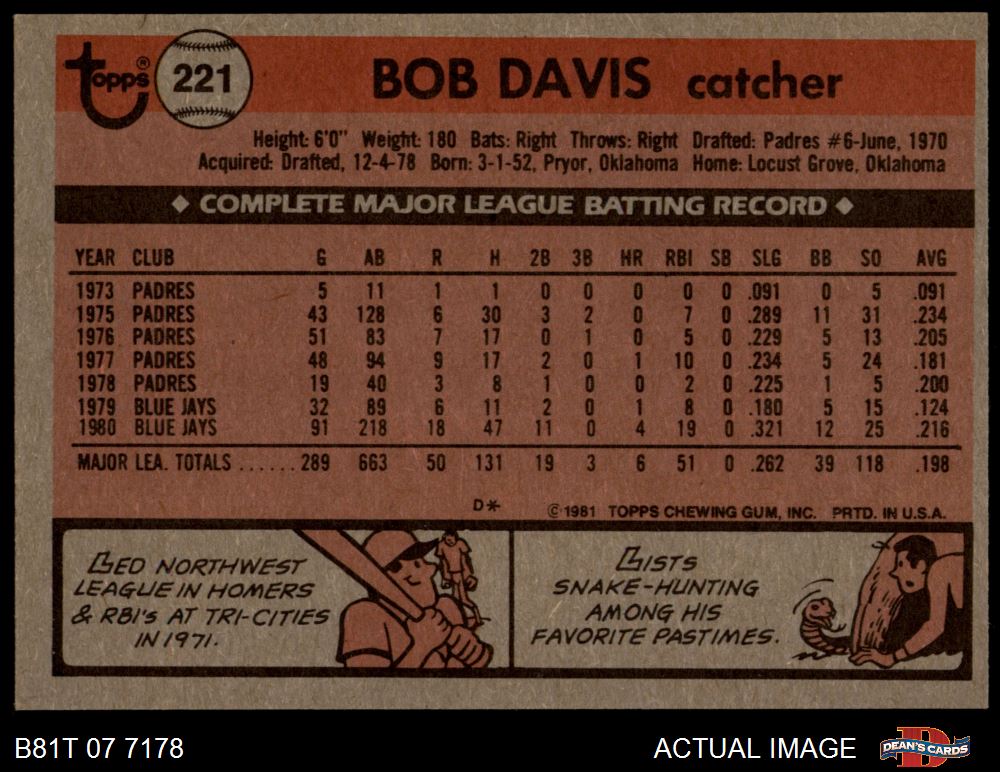 Topps® 221 BOB DAVIS catcher
Height: 6'0" Weight: 180 Bats: Right Throws: Right Drafted: Padres #6-June, 1970
Acquired: Drafted, 12-4-78 Born: 3-1-52, Pryor, Oklahoma Home: Locust Grove, Oklahoma
◆ COMPLETE MAJOR LEAGUE BATTING RECORD ◆
YEAR CLUB G AB R H 2B 3B HR RBI SB SLG BB SO AVG
1973 PADRES 5 11 1 1 0 0 0 0 0 .091 0 5 .091
1975 PADRES 43 128 6 30 3 2 0 7 0 .289 11 31 .234
1976 PADRES 51 83 7 17 0 1 0 5 0 .229 5 13 .205
1977 PADRES 48 94 9 17 2 0 1 10 0 .234 5 24 .181
1978 PADRES 19 40 3 8 1 0 0 2 0 .225 1 5 .200
1979 BLUE JAYS 32 89 6 11 2 0 1 8 0 .180 5 15 .124
1980 BLUE JAYS 91 218 18 47 11 0 4 19 0 .321 12 25 .216
MAJOR LEA. TOTALS ...... 289 663 50 131 19 3 6 51 0 .262 39 118 .198
D* © 1981 TOPPS CHEWING GUM, INC. PRTD. IN U.S.A.
LED NORTHWEST
LEAGUE IN HOMERS
& RBI's AT TRI-CITIES
IN 1971.
LISTS
SNAKE-HUNTING
AMONG HIS
FAVORITE PASTIMES.
B81T 07 7178 ACTUAL IMAGE D DEAN'S CARDS